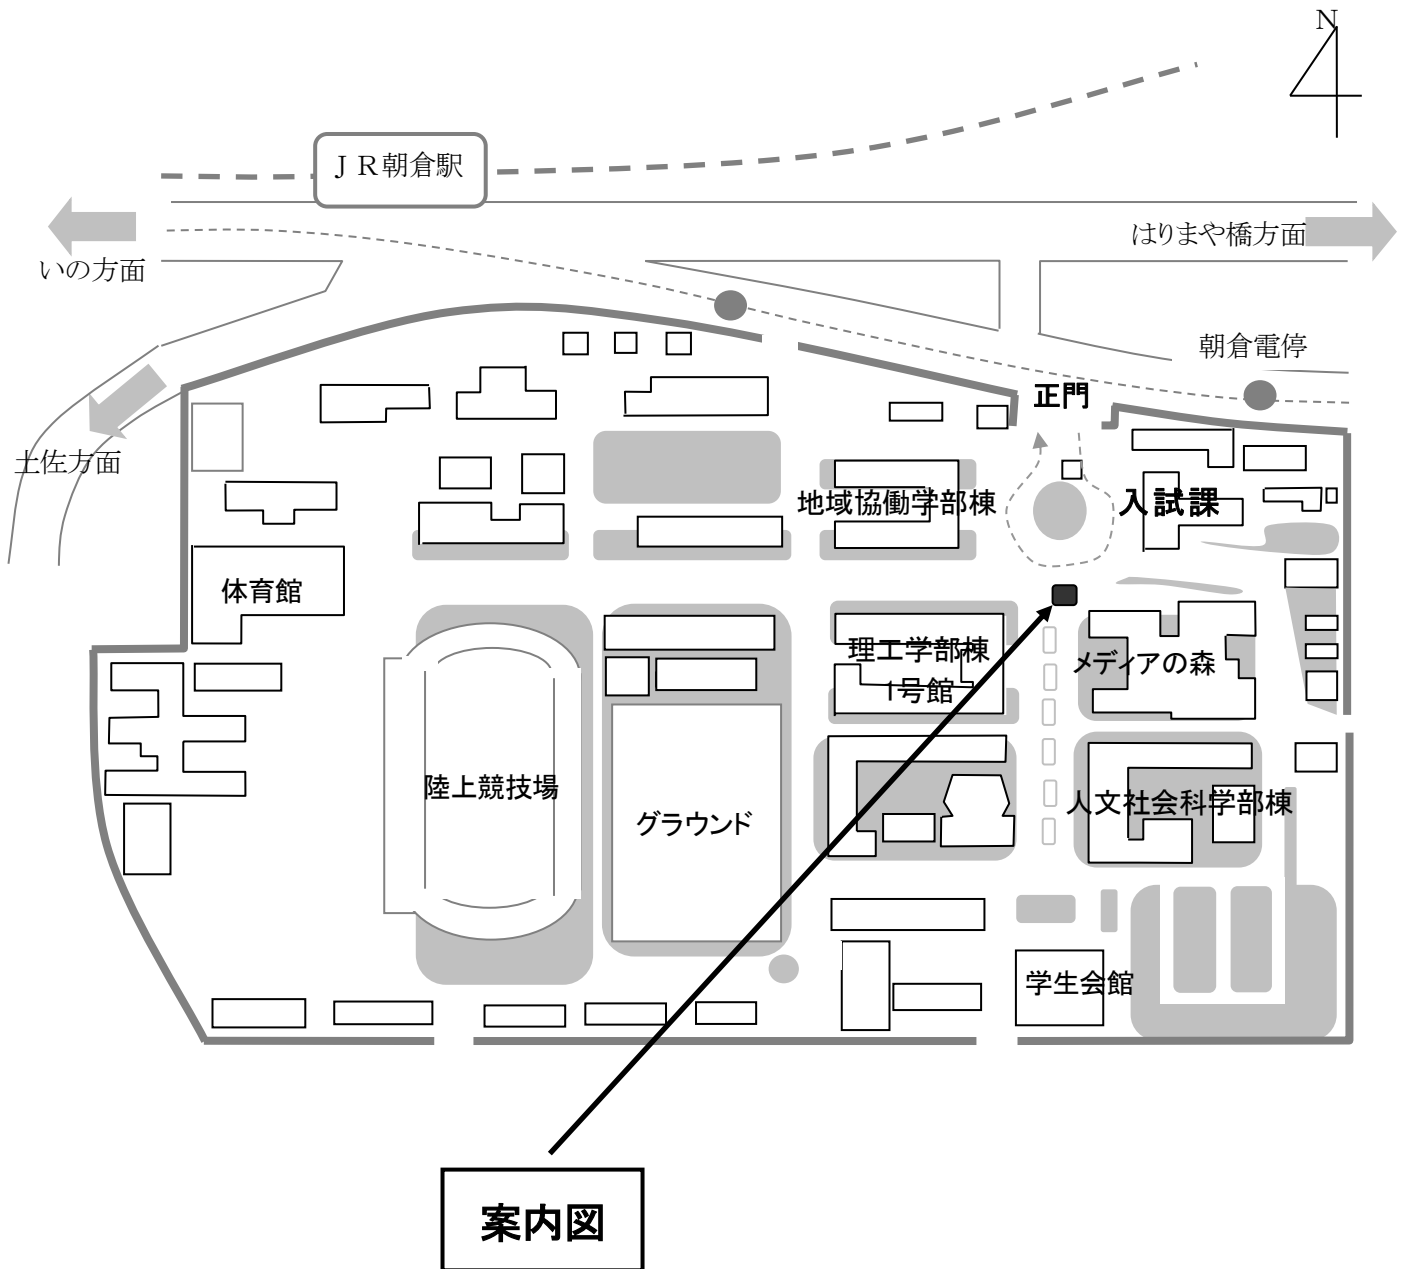 N
ＪＲ朝倉駅
はりまや橋方面
いの方面
朝倉電停
正門
土佐方面
地域協働学部棟
入試課
体育館
理工学部棟
1号館
メディアの森
陸上競技場
グラウンド
人文社会科学部棟
学生会館
案内図